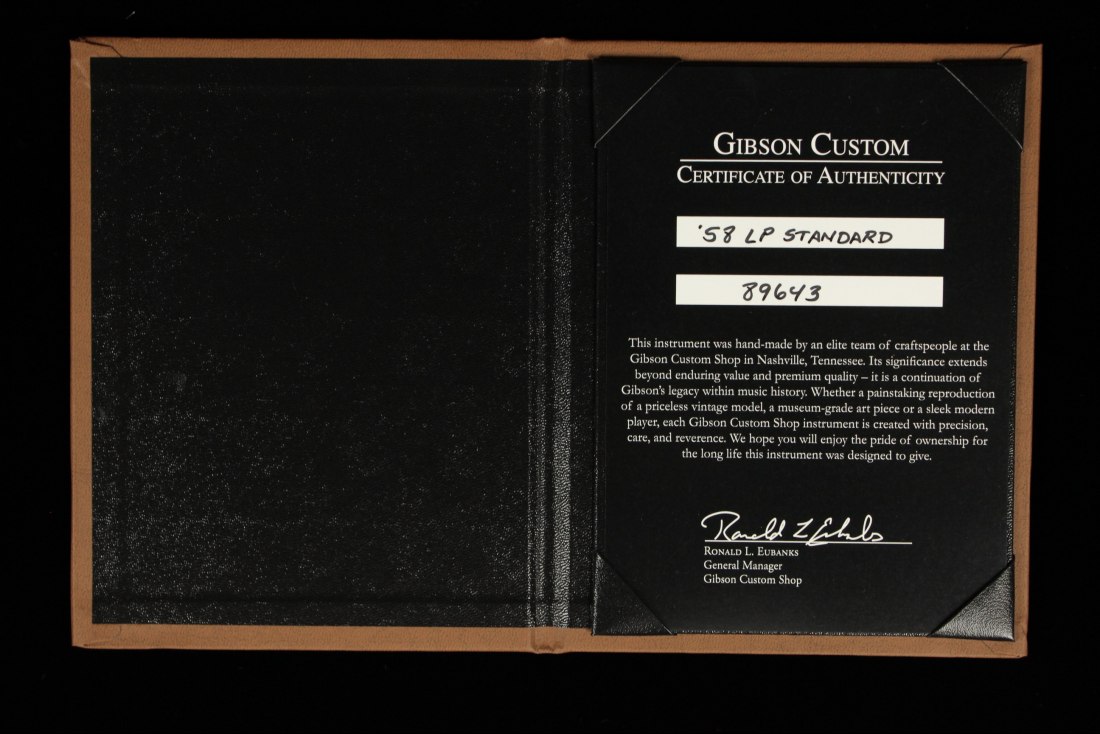 GIBSON CUSTOM
CERTIFICATE OF AUTHENTICITY
'58 LP STANDARD
89643
This instrument was hand-made by an elite team of craftspeople at the
Gibson Custom Shop in Nashville, Tennessee. Its significance extends
beyond enduring value and premium quality – it is a continuation of
Gibson's legacy within music history. Whether a painstaking reproduction
of a priceless vintage model, a museum-grade art piece or a sleek modern
player, each Gibson Custom Shop instrument is created with precision,
care, and reverence. We hope you will enjoy the pride of ownership for
the long life this instrument was designed to give.
Ronald L Eubanks
RONALD L. EUBANKS
General Manager
Gibson Custom Shop